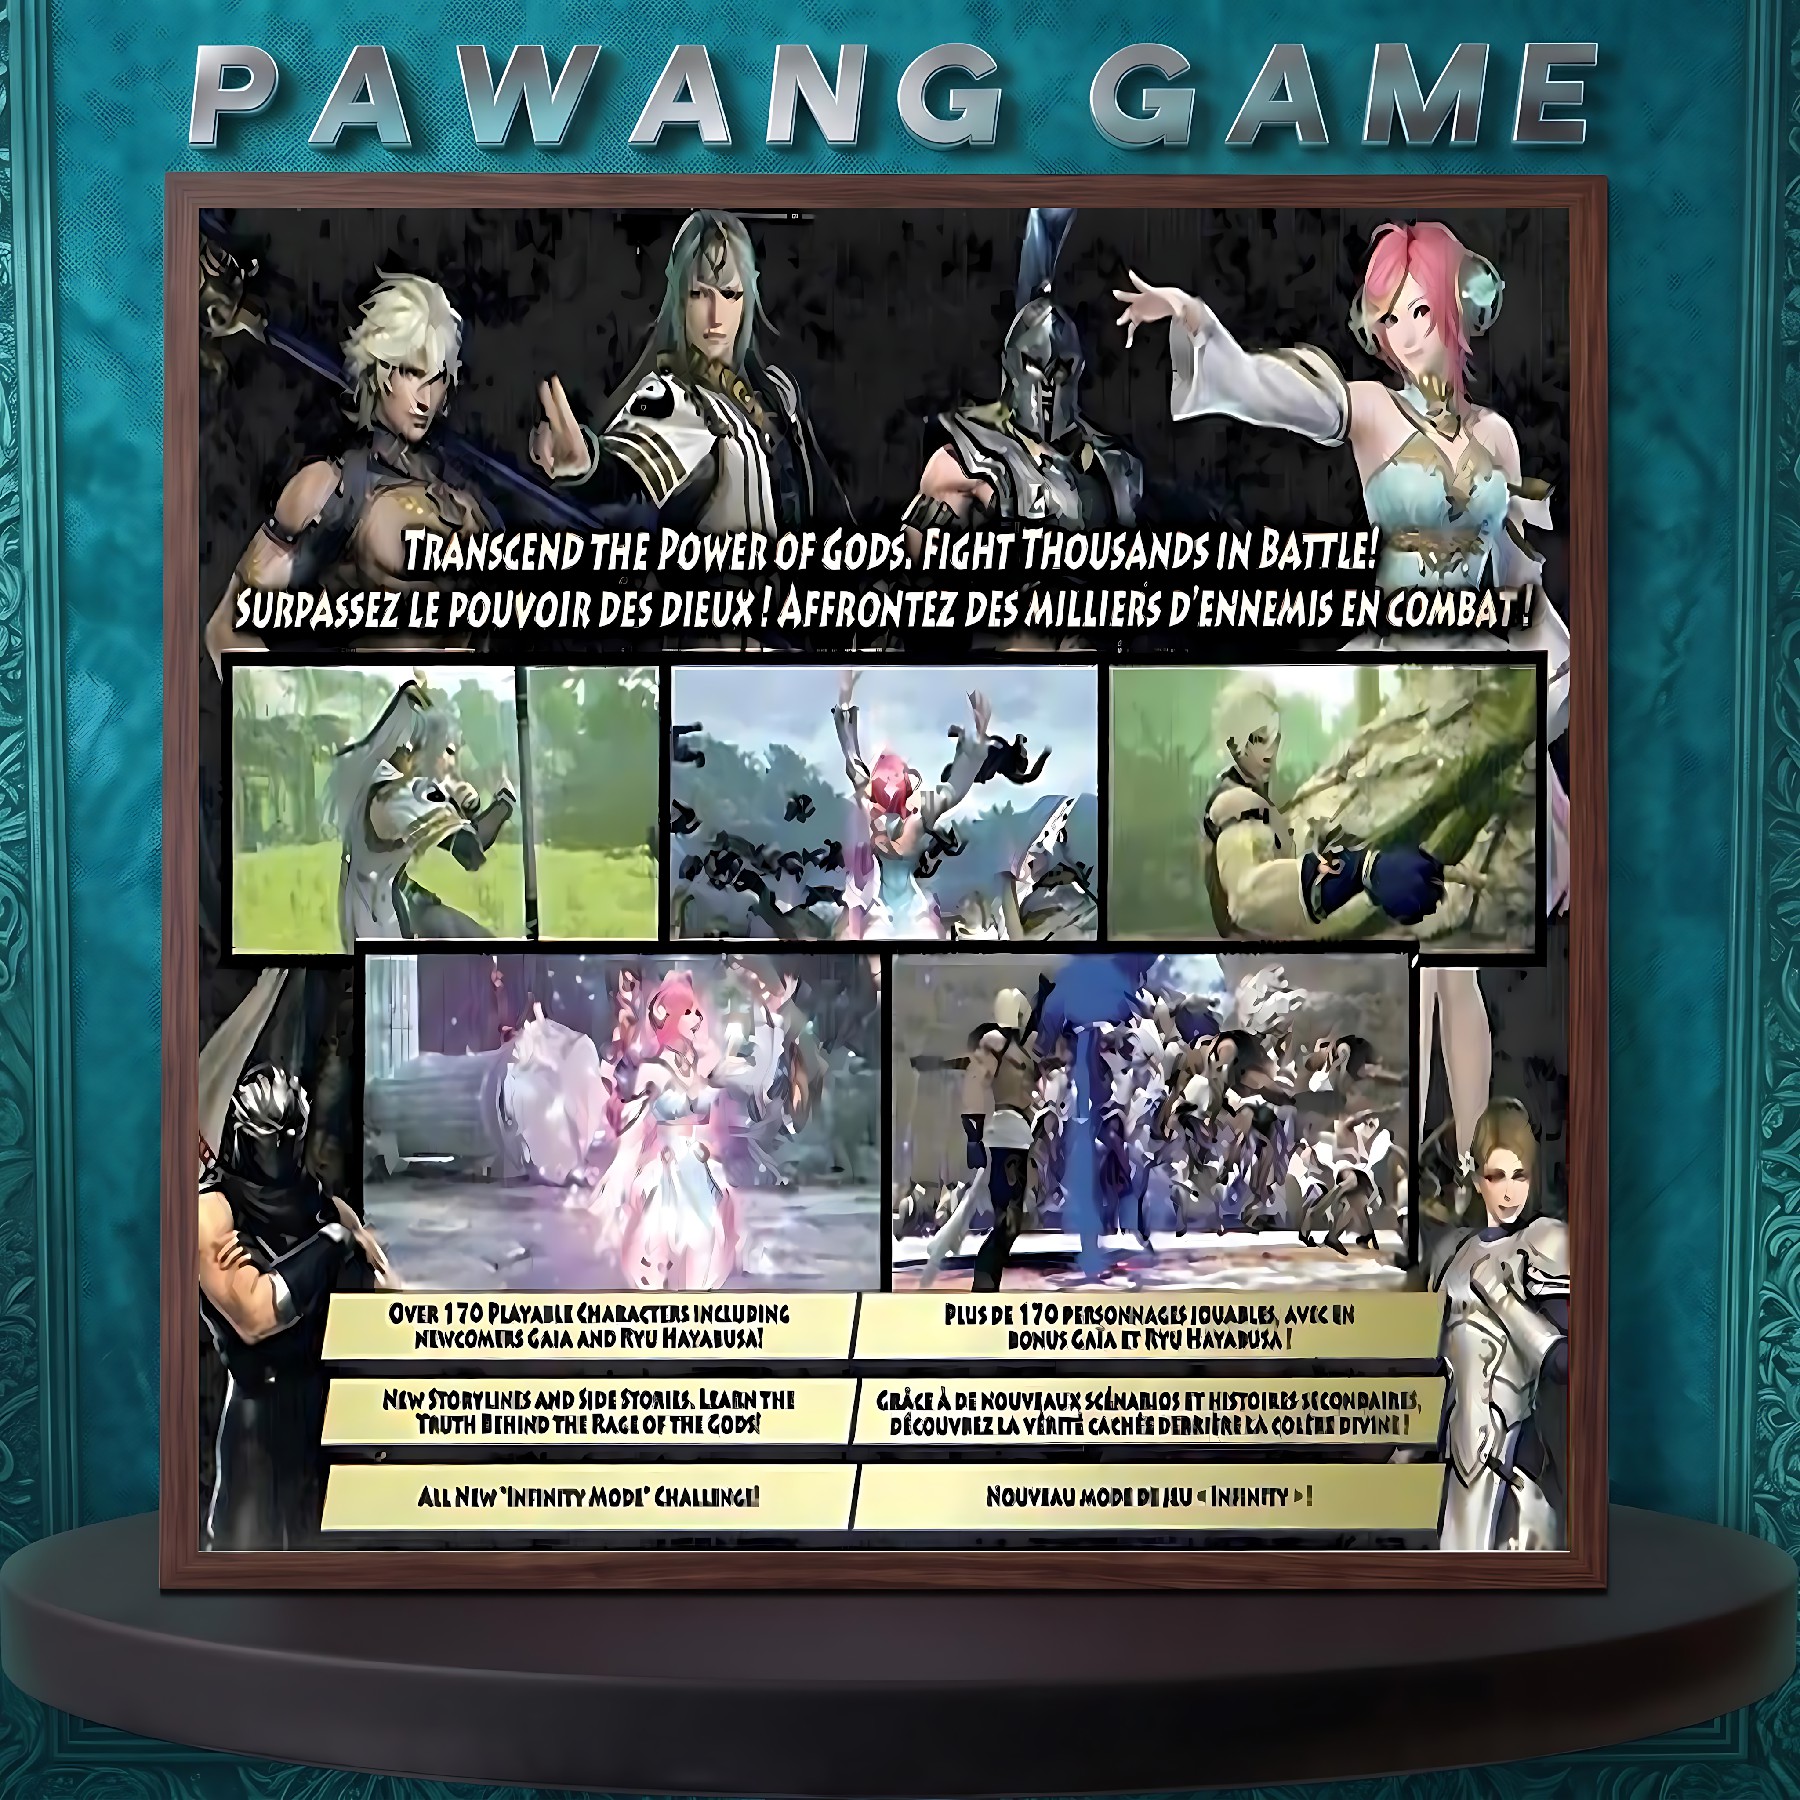 PAWANG GAME
TRANSCEND THE POWER OF GODS. FIGHT THOUSANDS IN BATTLE!
SURPASSEZ LE POUVOIR DES DIEUX ! AFFRONTEZ DES MILLIERS D'ENNEMIS EN COMBAT !
OVER 170 PLAYABLE CHARACTERS INCLUDING
NEWCOMERS GAIA AND RYU HAYABUSA!
PLUS DE 170 PERSONNAGES JOUABLES, AVEC EN
BONUS GAÏA ET RYU HAYABUSA !
NEW STORYLINES AND SIDE STORIES. LEARN THE
TRUTH BEHIND THE RAGE OF THE GODS!
GRÂCE À DE NOUVEAUX SCÉNARIOS ET HISTOIRES SECONDAIRES,
DÉCOUVREZ LA VÉRITÉ CACHÉE DERRIÈRE LA COLÈRE DIVINE !
ALL NEW "INFINITY MODE" CHALLENGE!
NOUVEAU MODE DE JEU « INFINITY » !